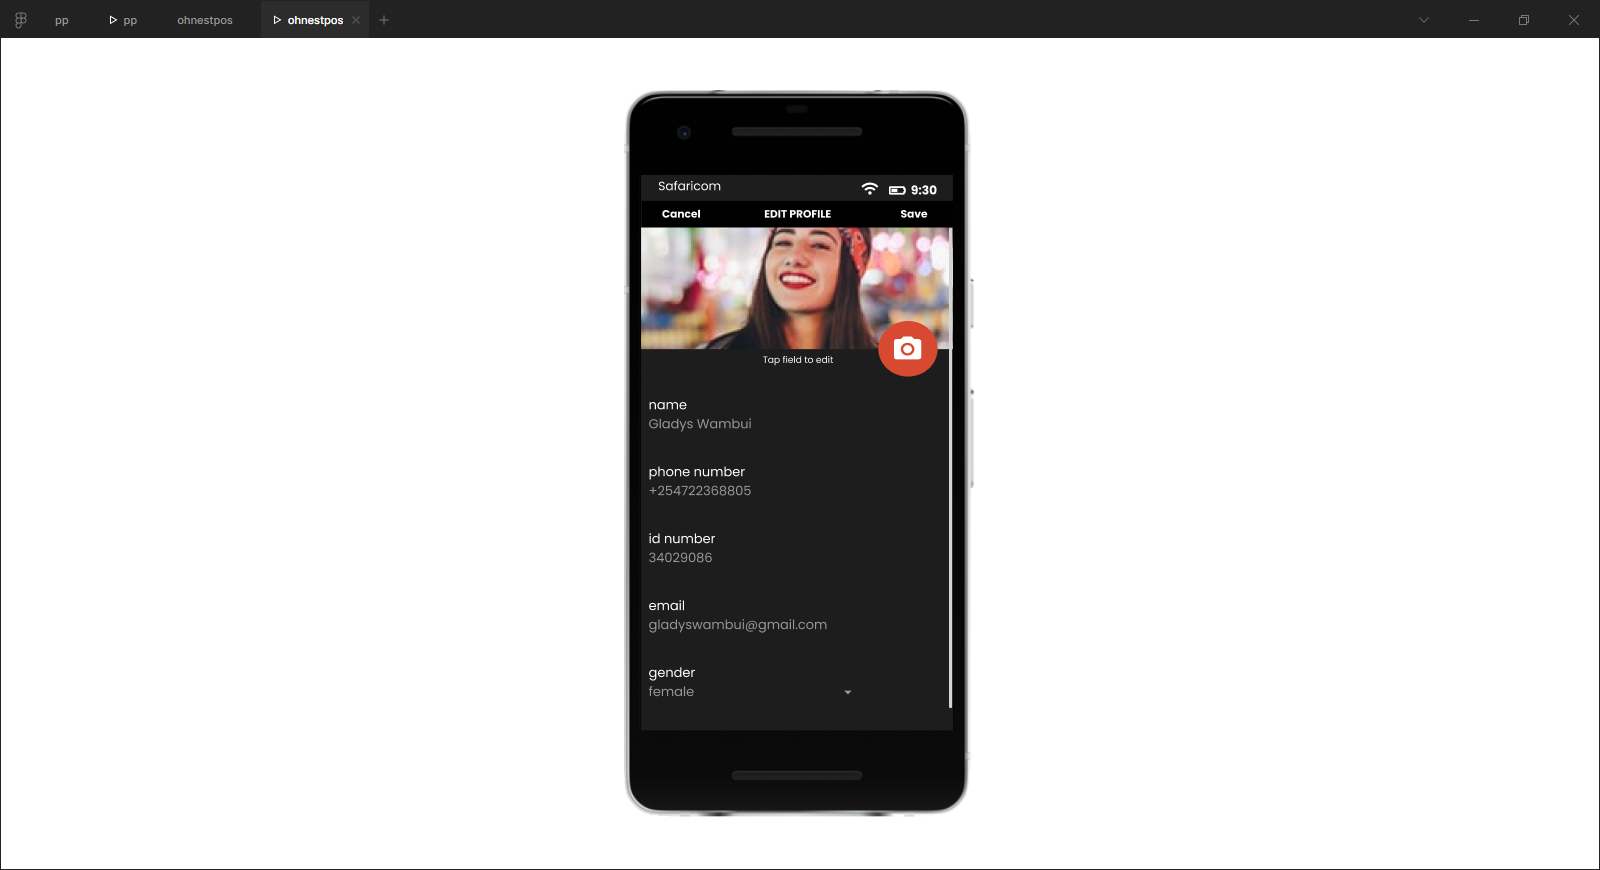 pp
pp
ohnestpos
ohnestpos
Safaricom
9:30
Cancel
EDIT PROFILE
Save
Tap field to edit
name
Gladys Wambui
phone number
+254722368805
id number
34029086
email
gladyswambui@gmail.com
gender
female